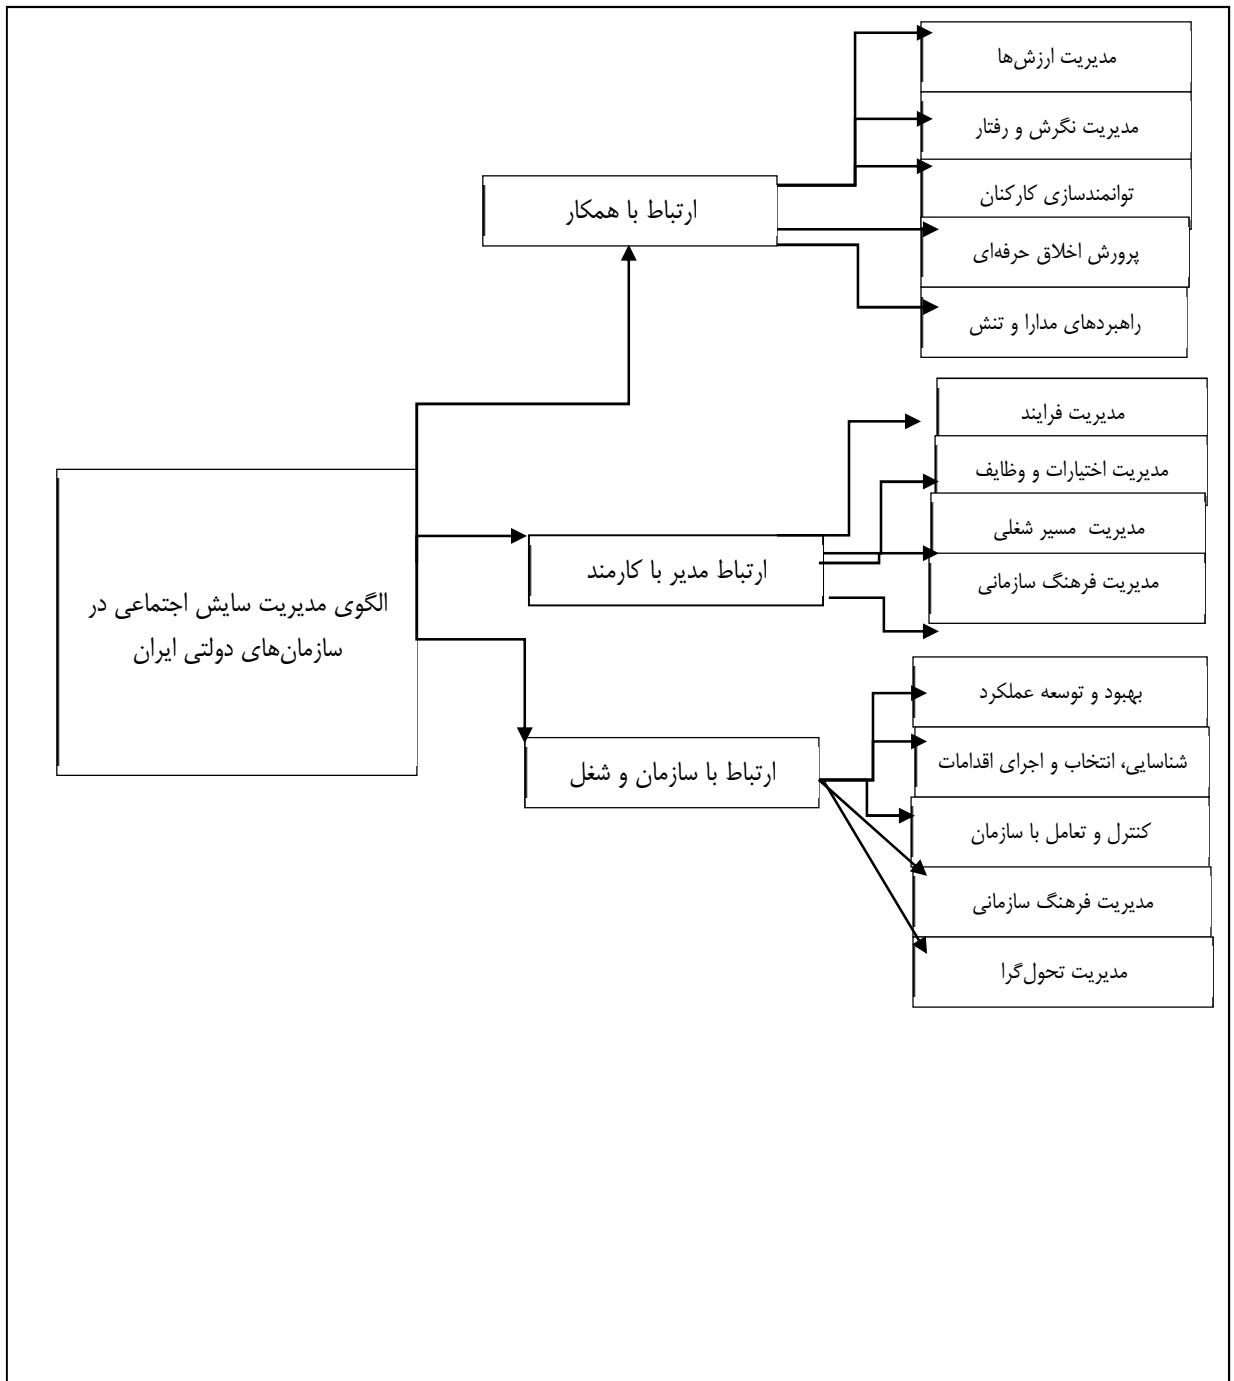 مدیریت ارزش‌ها
مدیریت نگرش و رفتار
توانمندسازی کارکنان
پرورش اخلاق حرفه‌ای
راهبردهای مدارا و تنش
ارتباط با همکار
مدیریت فرایند
مدیریت اختیارات و وظایف
مدیریت مسیر شغلی
مدیریت فرهنگ سازمانی
ارتباط مدیر با کارمند
الگوی مدیریت سایش اجتماعی در
سازمان‌های دولتی ایران
بهبود و توسعه عملکرد
شناسایی، انتخاب و اجرای اقدامات
کنترل و تعامل با سازمان
مدیریت فرهنگ سازمانی
مدیریت تحول‌گرا
ارتباط با سازمان و شغل